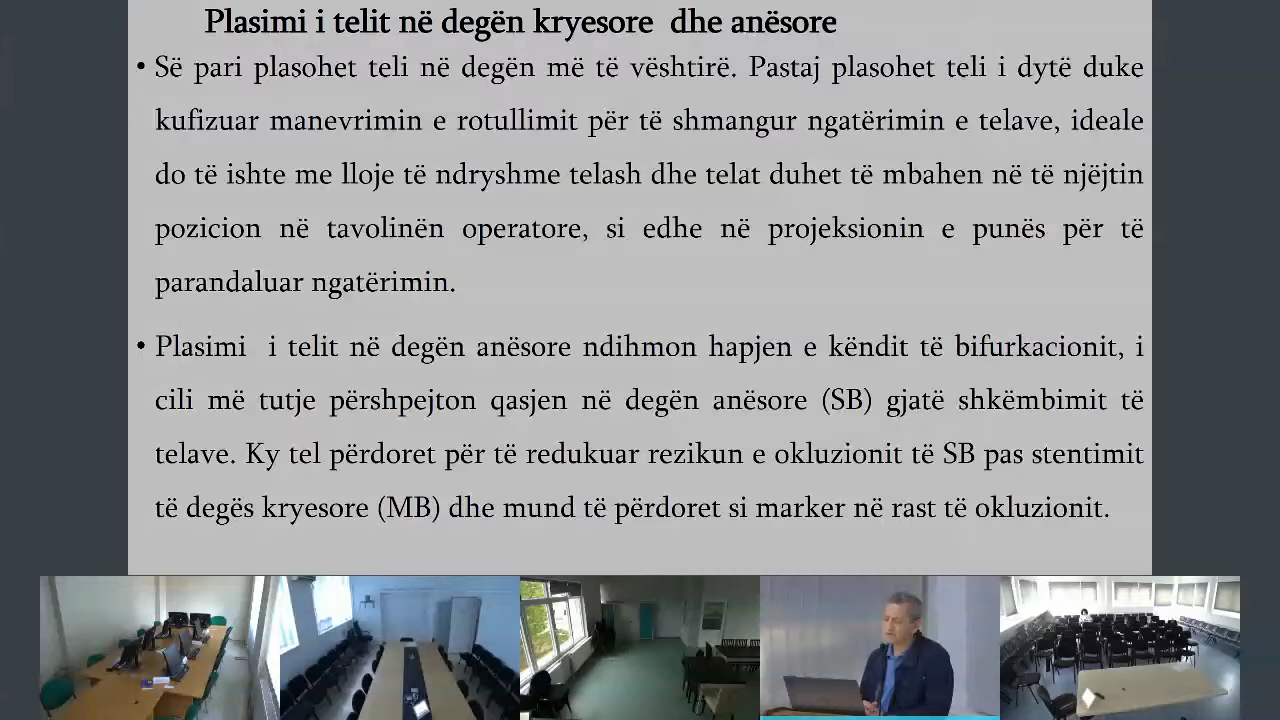 Plasimi i telit në degën kryesore dhe anësore
• Së pari plasohet teli në degën më të vështirë. Pastaj plasohet teli i dytë duke
kufizuar manevrimin e rotullimit për të shmangur ngatërimin e telave, ideale
do të ishte me lloje të ndryshme telash dhe telat duhet të mbahen në të njëjtin
pozicion në tavolinën operatore, si edhe në projeksionin e punës për të
parandaluar ngatërimin.
• Plasimi i telit në degën anësore ndihmon hapjen e këndit të bifurkacionit, i
cili më tutje përshpejton qasjen në degën anësore (SB) gjatë shkëmbimit të
telave. Ky tel përdoret për të redukuar rezikun e okluzionit të SB pas stentimit
të degës kryesore (MB) dhe mund të përdoret si marker në rast të okluzionit.